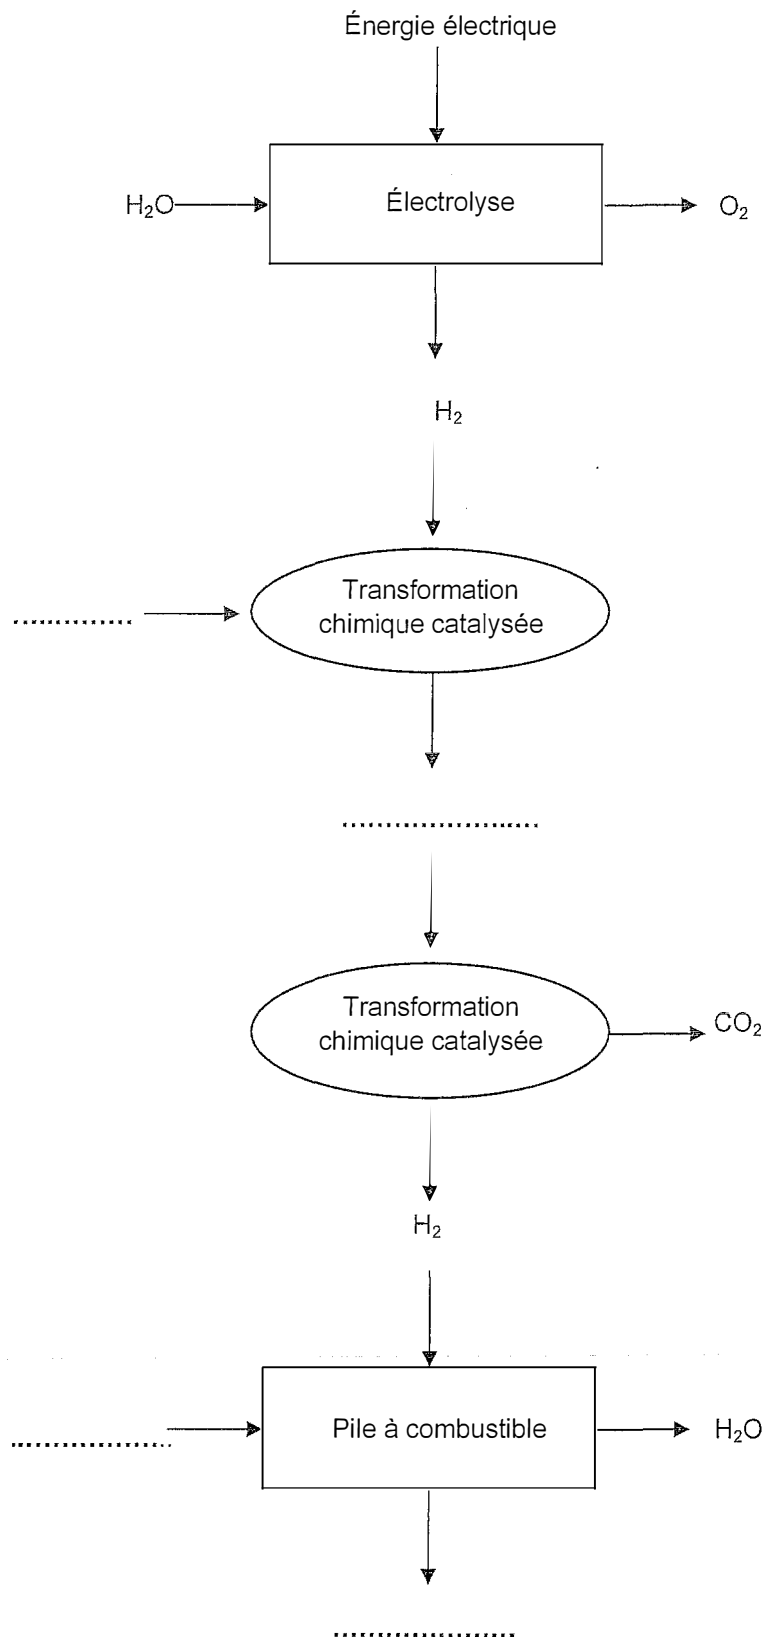 Énergie électrique
H₂O
Électrolyse
O₂
H₂
Transformation
chimique catalysée
....................
................................
Transformation
chimique catalysée
CO₂
H₂
Pile à combustible
H₂O
..........................
..............................